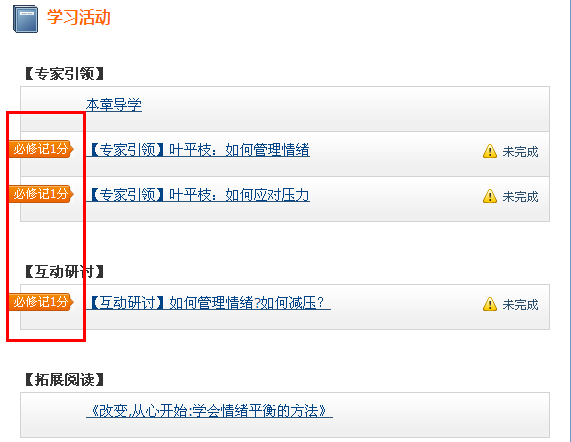 学习活动
【专家引领】
本章导学
必修记1分 【专家引领】叶平枝：如何管理情绪 未完成
必修记1分 【专家引领】叶平枝：如何应对压力 未完成
【互动研讨】
必修记1分 【互动研讨】如何管理情绪?如何减压？ 未完成
【拓展阅读】
《改变,从心开始:学会情绪平衡的方法》